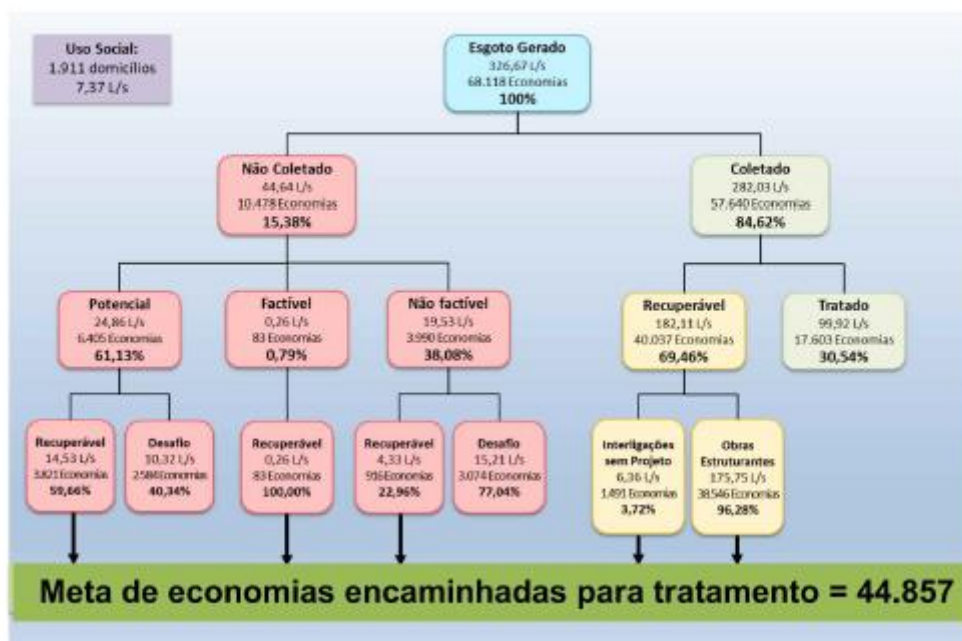 Uso Social:
1.911 domicílios
7,37 L/s
Esgoto Gerado
326,67 L/s
68.118 Economias
100%
Não Coletado
44,64 L/s
10.478 Economias
15,38%
Coletado
282,03 L/s
57.640 Economias
84,62%
Potencial
24,86 L/s
6.405 Economias
61,13%
Factível
0,26 L/s
83 Economias
0,79%
Não factível
19,53 L/s
3.990 Economias
38,08%
Recuperável
182,11 L/s
40.037 Economias
69,46%
Tratado
99,92 L/s
17.603 Economias
30,54%
Recuperável
14,53 L/s
3.821 Economias
59,66%
Desafio
10,32 L/s
2.584 Economias
40,34%
Recuperável
0,26 L/s
83 Economias
100,00%
Recuperável
4,33 L/s
916 Economias
22,96%
Desafio
15,21 L/s
3.074 Economias
77,04%
Interligações
sem Projeto
6,36 L/s
1.491 Economias
3,72%
Obras
Estruturantes
175,75 L/s
38.546 Economias
96,28%
Meta de economias encaminhadas para tratamento = 44.857